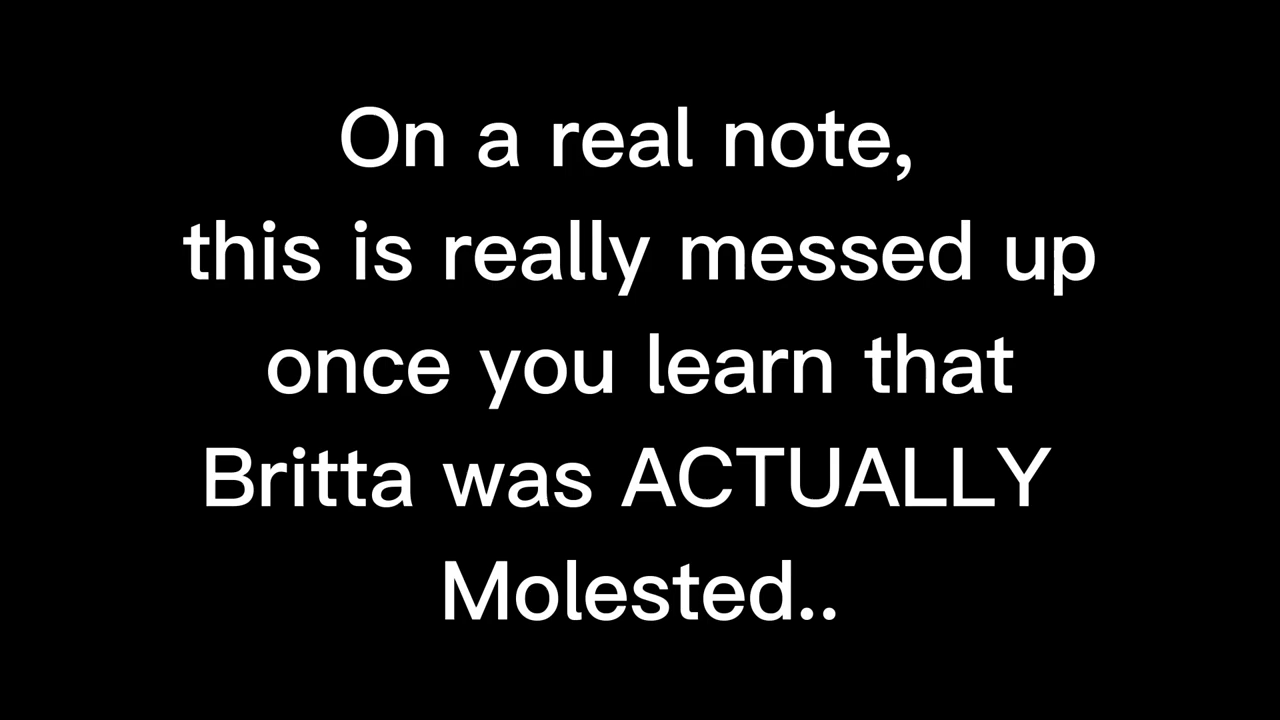 On a real note,
this is really messed up
once you learn that
Britta was ACTUALLY
Molested..